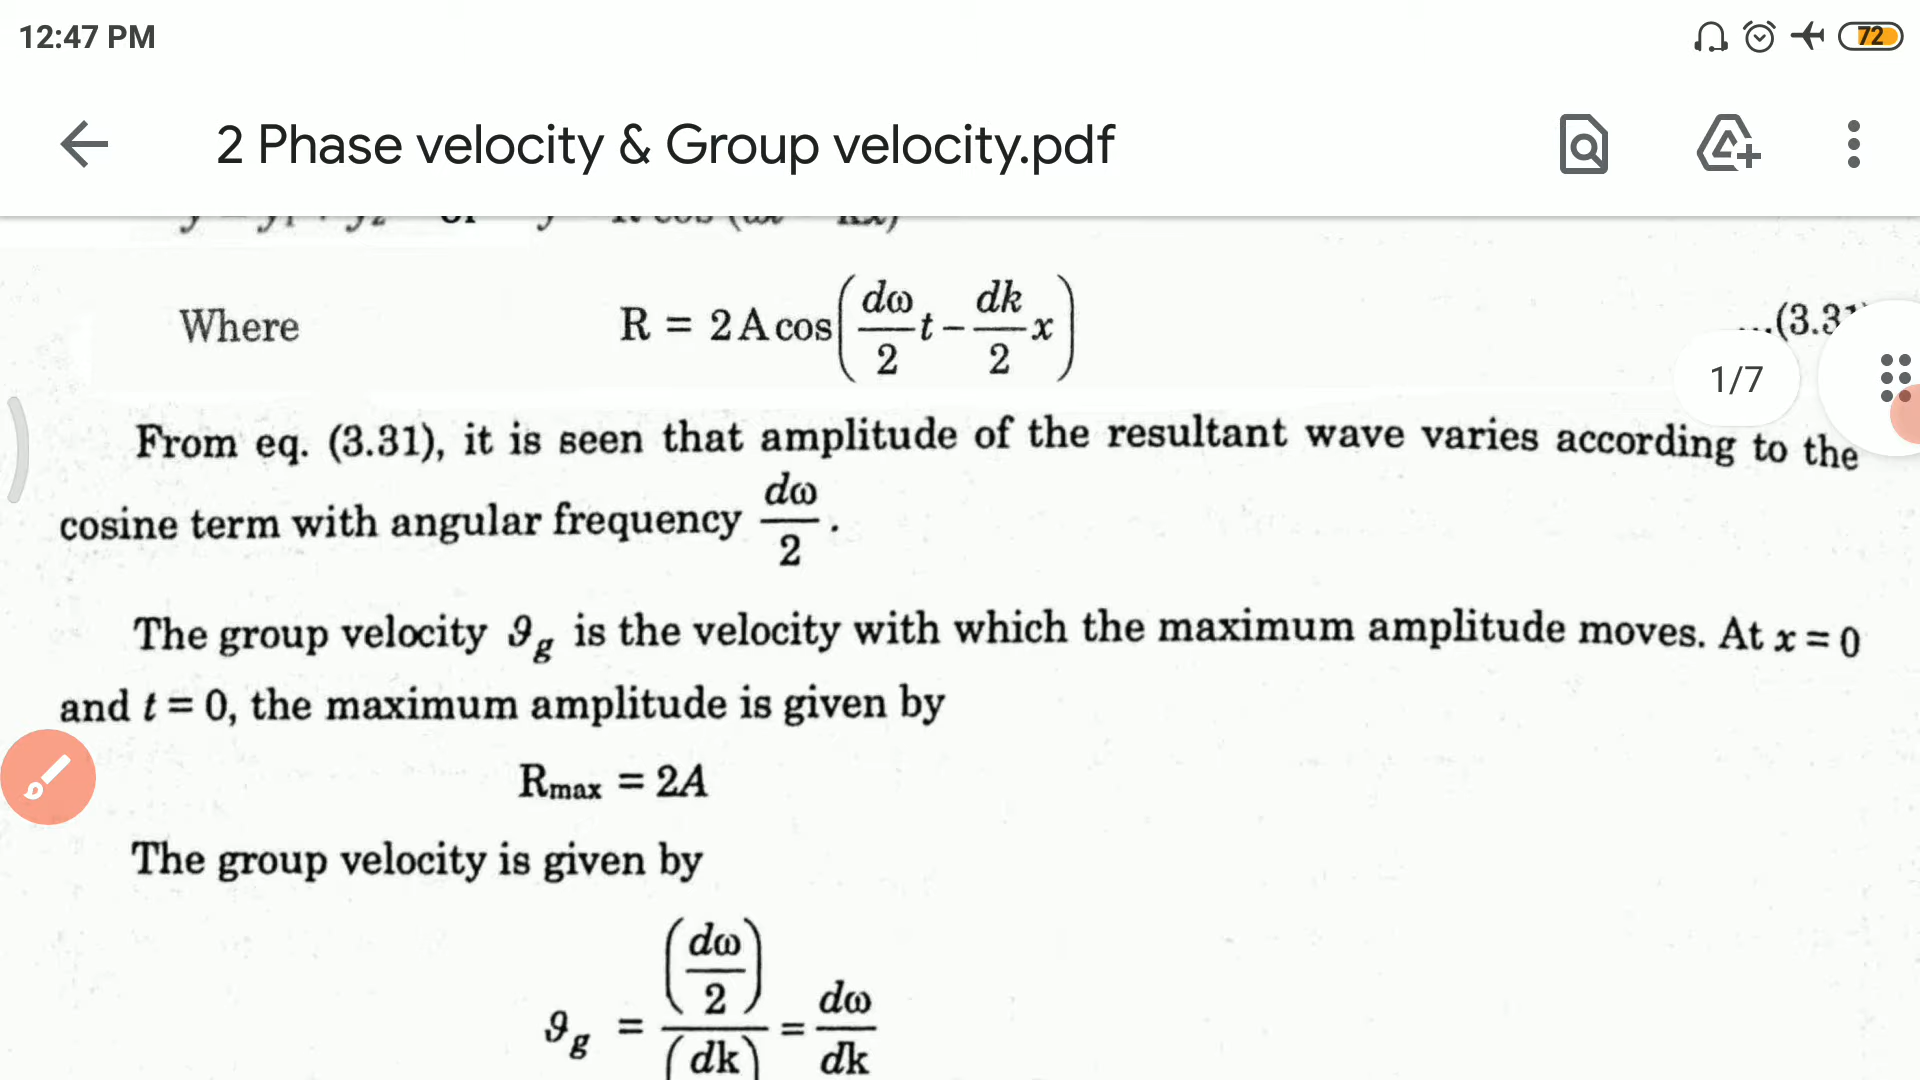 12:47 PM
72
2 Phase velocity & Group velocity.pdf
Where R = 2 A cos(dω/2 t − dk/2 x) ...(3.3
1/7
From eq. (3.31), it is seen that amplitude of the resultant wave varies according to the
cosine term with angular frequency dω/2.
The group velocity ϑg is the velocity with which the maximum amplitude moves. At x = 0
and t = 0, the maximum amplitude is given by
Rmax = 2A
The group velocity is given by
ϑg = (dω/2)/(dk) = dω/dk